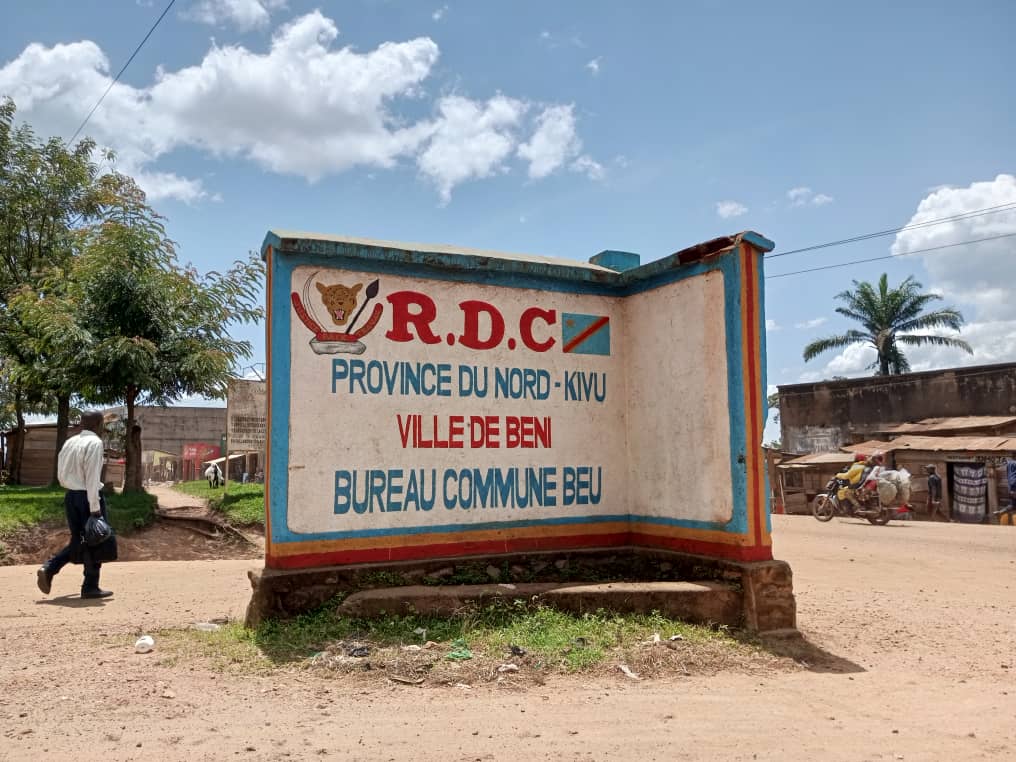 R.D.C
PROVINCE DU NORD - KIVU
VILLE DE BENI
BUREAU COMMUNE BEU